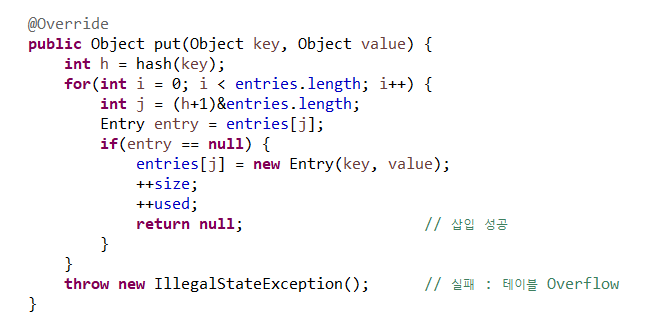 @Override
public Object put(Object key, Object value) {
    int h = hash(key);
    for(int i = 0; i < entries.length; i++) {
        int j = (h+1)&entries.length;
        Entry entry = entries[j];
        if(entry == null) {
            entries[j] = new Entry(key, value);
            ++size;
            ++used;
            return null;                    // 삽입 성공
        }
    }
    throw new IllegalStateException();      // 실패 : 테이블 Overflow
}